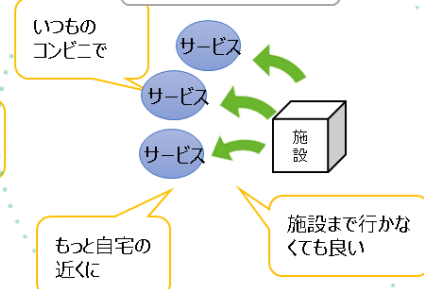 いつもの
コンビニで
サービス
サービス
サービス
施
設
もっと自宅の
近くに
施設まで行かな
くても良い